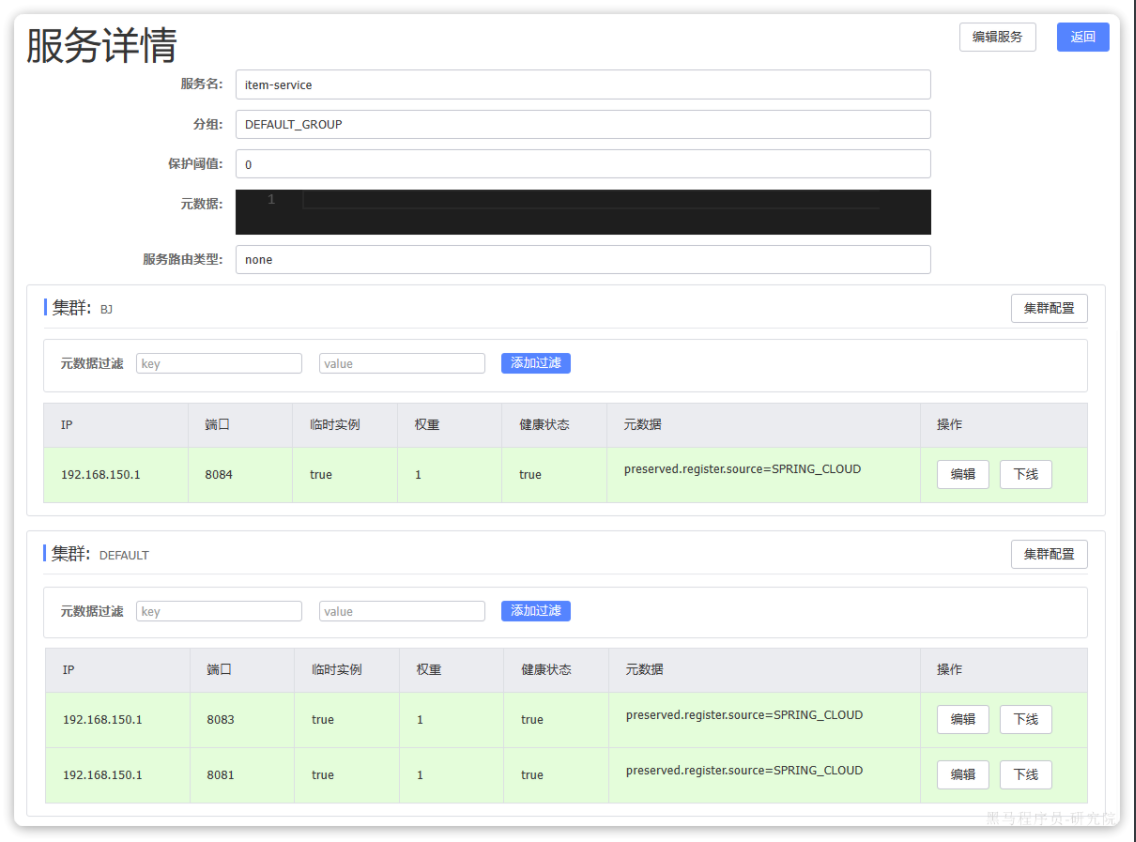 服务详情
编辑服务 返回
服务名: item-service
分组: DEFAULT_GROUP
保护阈值: 0
元数据: 1
服务路由类型: none
集群: BJ 集群配置
元数据过滤 key value 添加过滤
IP 端口 临时实例 权重 健康状态 元数据 操作
192.168.150.1 8084 true 1 true preserved.register.source=SPRING_CLOUD 编辑 下线
集群: DEFAULT 集群配置
元数据过滤 key value 添加过滤
IP 端口 临时实例 权重 健康状态 元数据 操作
192.168.150.1 8083 true 1 true preserved.register.source=SPRING_CLOUD 编辑 下线
192.168.150.1 8081 true 1 true preserved.register.source=SPRING_CLOUD 编辑 下线
黑马程序员-研究院